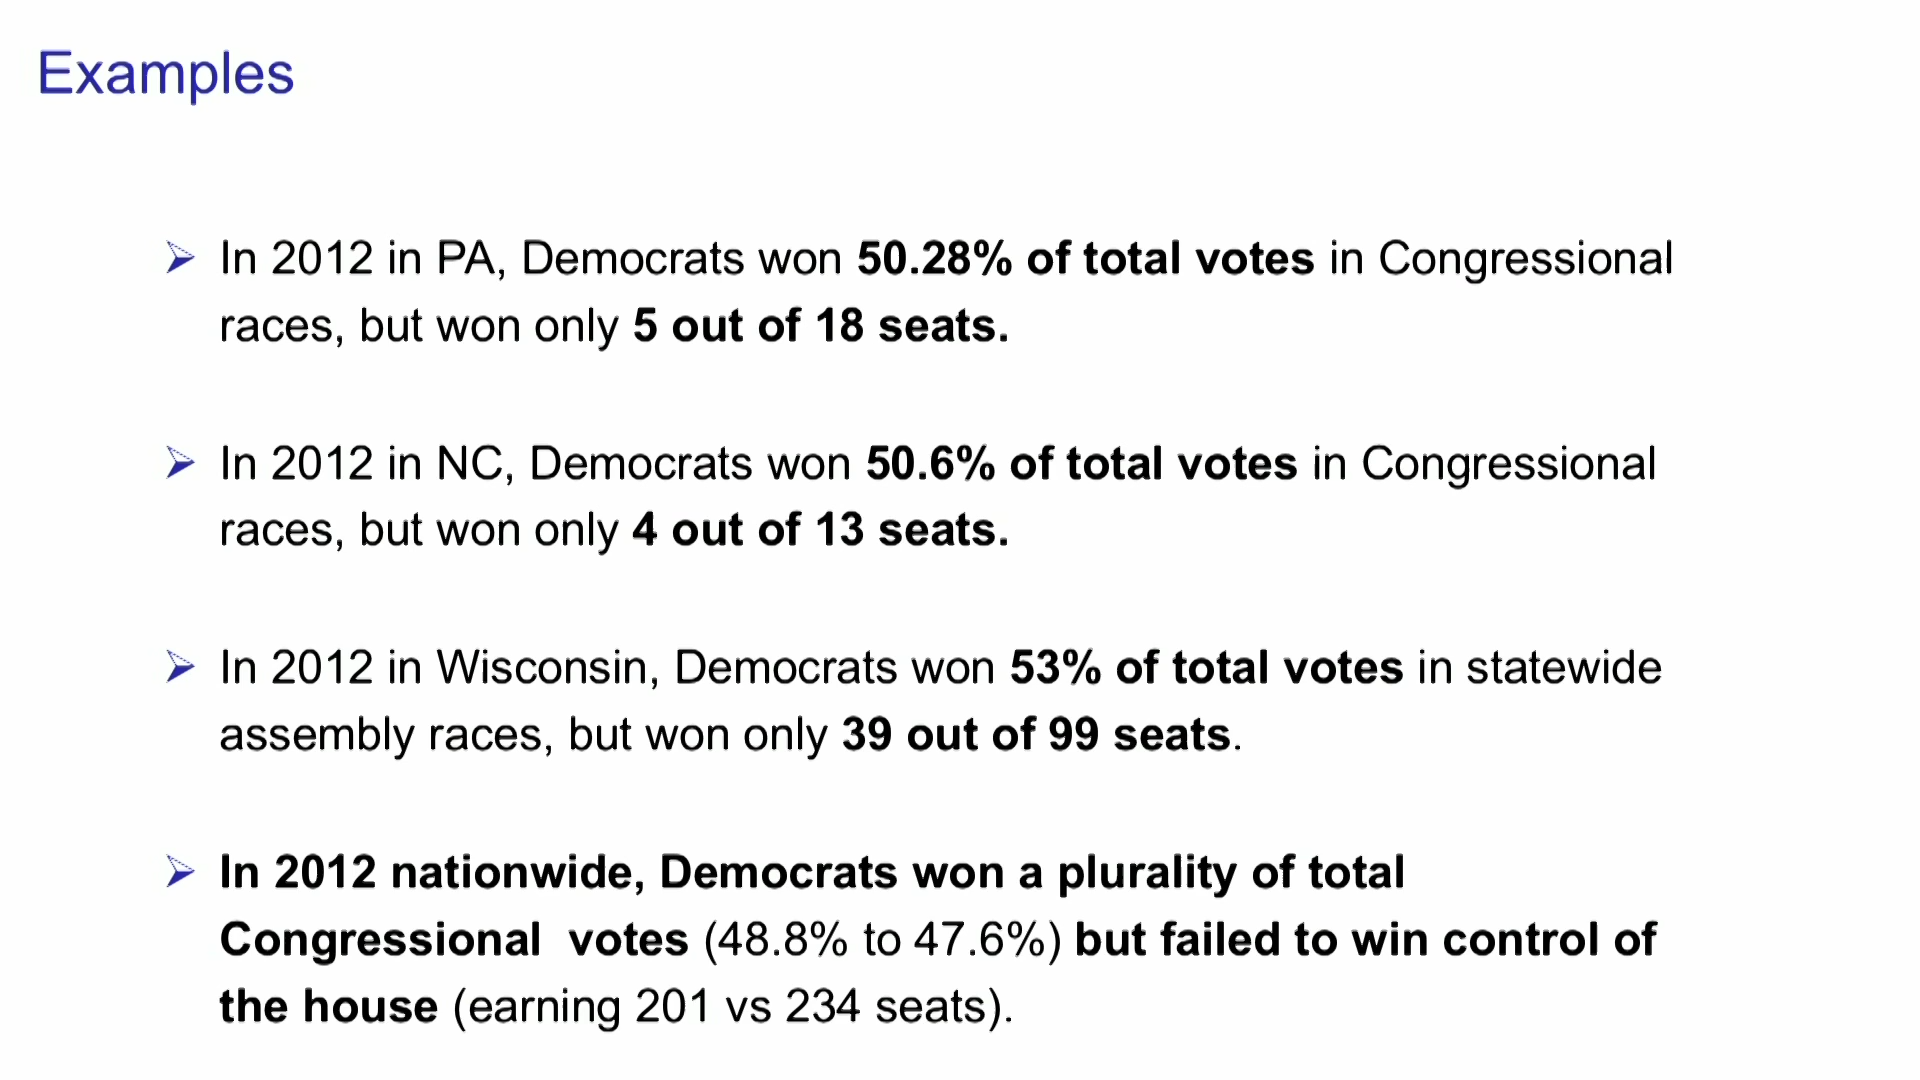 Examples
In 2012 in PA, Democrats won 50.28% of total votes in Congressional
races, but won only 5 out of 18 seats.
In 2012 in NC, Democrats won 50.6% of total votes in Congressional
races, but won only 4 out of 13 seats.
In 2012 in Wisconsin, Democrats won 53% of total votes in statewide
assembly races, but won only 39 out of 99 seats.
In 2012 nationwide, Democrats won a plurality of total
Congressional votes (48.8% to 47.6%) but failed to win control of
the house (earning 201 vs 234 seats).